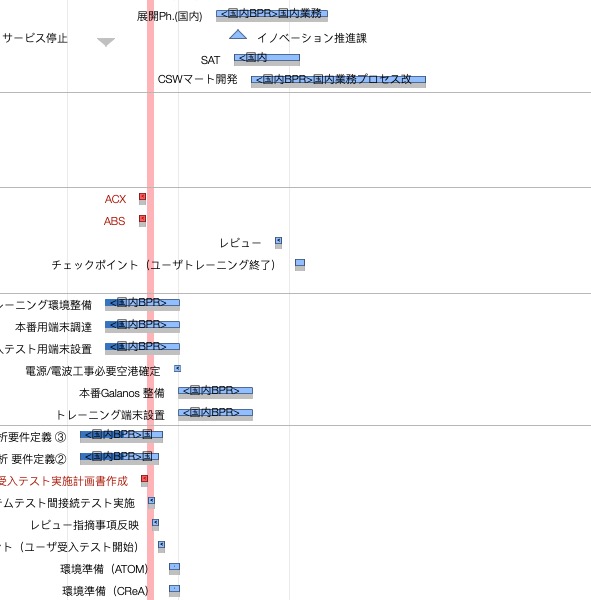 展開Ph.(国内) <国内BPR>国内業務
サービス停止 イノベーション推進課
SAT <国内
CSWマート開発 <国内BPR>国内業務プロセス改
ACX
ABS
レビュー
チェックポイント（ユーザトレーニング終了）
レーニング環境整備 <国内BPR>
本番用端末調達 <国内BPR>
入テスト用端末設置 <国内BPR>
電源/電波工事必要空港確定
本番Galanos 整備 <国内BPR>
トレーニング端末設置 <国内BPR>
析要件定義 ③ <国内BPR>国
析 要件定義② <国内BPR>国
受入テスト実施計画書作成
テムテスト間接続テスト実施
レビュー指摘事項反映
ント（ユーザ受入テスト開始）
環境準備（ATOM）
環境準備（CReA）